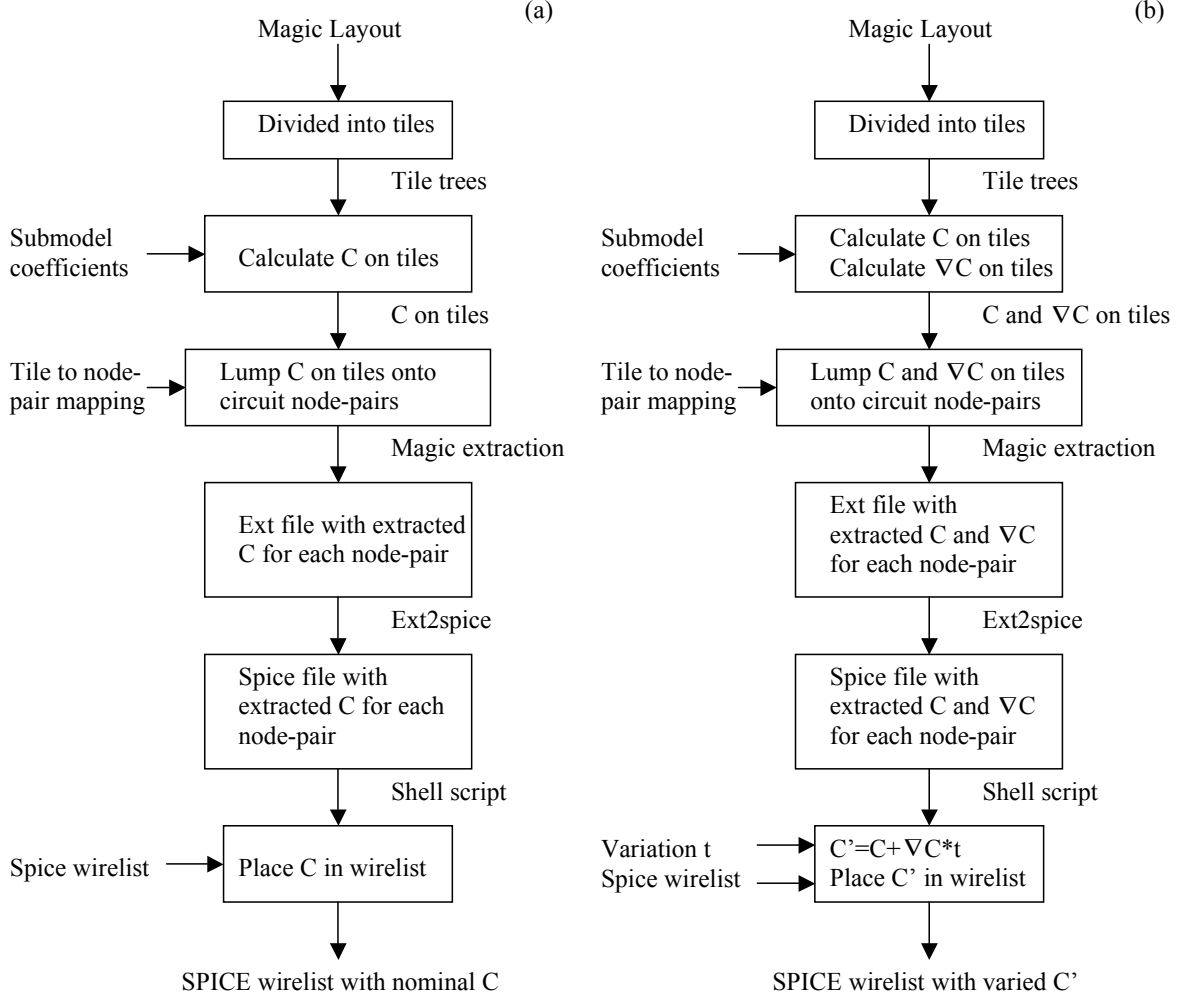 (a)
Magic Layout
Divided into tiles
Tile trees
Submodel
coefficients
Calculate C on tiles
C on tiles
Tile to node-
pair mapping
Lump C on tiles onto
circuit node-pairs
Magic extraction
Ext file with extracted
C for each node-pair
Ext2spice
Spice file with
extracted C for each
node-pair
Shell script
Spice wirelist
Place C in wirelist
SPICE wirelist with nominal C
(b)
Magic Layout
Divided into tiles
Tile trees
Submodel
coefficients
Calculate C on tiles
Calculate ∇C on tiles
C and ∇C on tiles
Tile to node-
pair mapping
Lump C and ∇C on tiles
onto circuit node-pairs
Magic extraction
Ext file with
extracted C and ∇C
for each node-pair
Ext2spice
Spice file with
extracted C and ∇C
for each node-pair
Shell script
Variation t
Spice wirelist
C’=C+∇C*t
Place C’ in wirelist
SPICE wirelist with varied C’